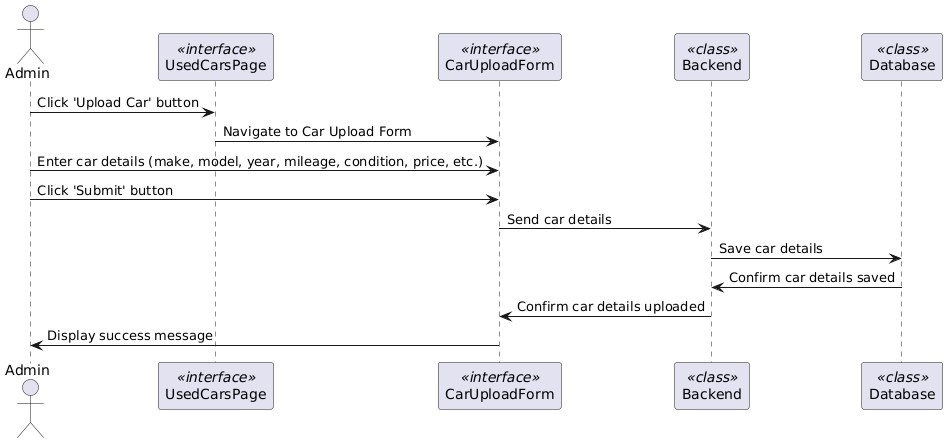 Admin
«interface»
UsedCarsPage
«interface»
CarUploadForm
«class»
Backend
«class»
Database
Click 'Upload Car' button
Navigate to Car Upload Form
Enter car details (make, model, year, mileage, condition, price, etc.)
Click 'Submit' button
Send car details
Save car details
Confirm car details saved
Confirm car details uploaded
Display success message
Admin
«interface»
UsedCarsPage
«interface»
CarUploadForm
«class»
Backend
«class»
Database